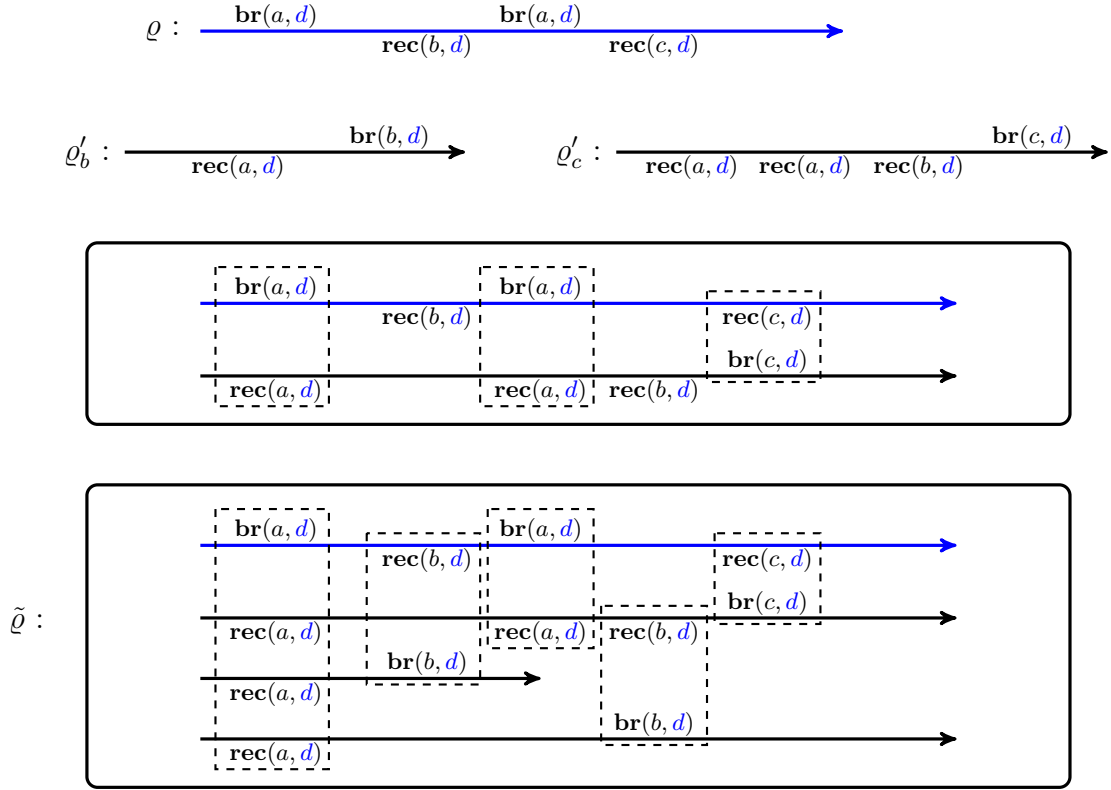 ϱ :
br(a, d) br(a, d)
rec(b, d) rec(c, d)
ϱ′_b :
br(b, d)
rec(a, d)
ϱ′_c :
br(c, d)
rec(a, d) rec(a, d) rec(b, d)
br(a, d) br(a, d)
rec(b, d) rec(c, d)
br(c, d)
rec(a, d) rec(a, d) rec(b, d)
ϱ̃ :
br(a, d) br(a, d)
rec(b, d) rec(c, d)
br(c, d)
rec(a, d) rec(a, d) rec(b, d)
br(b, d)
rec(a, d)
br(b, d)
rec(a, d)